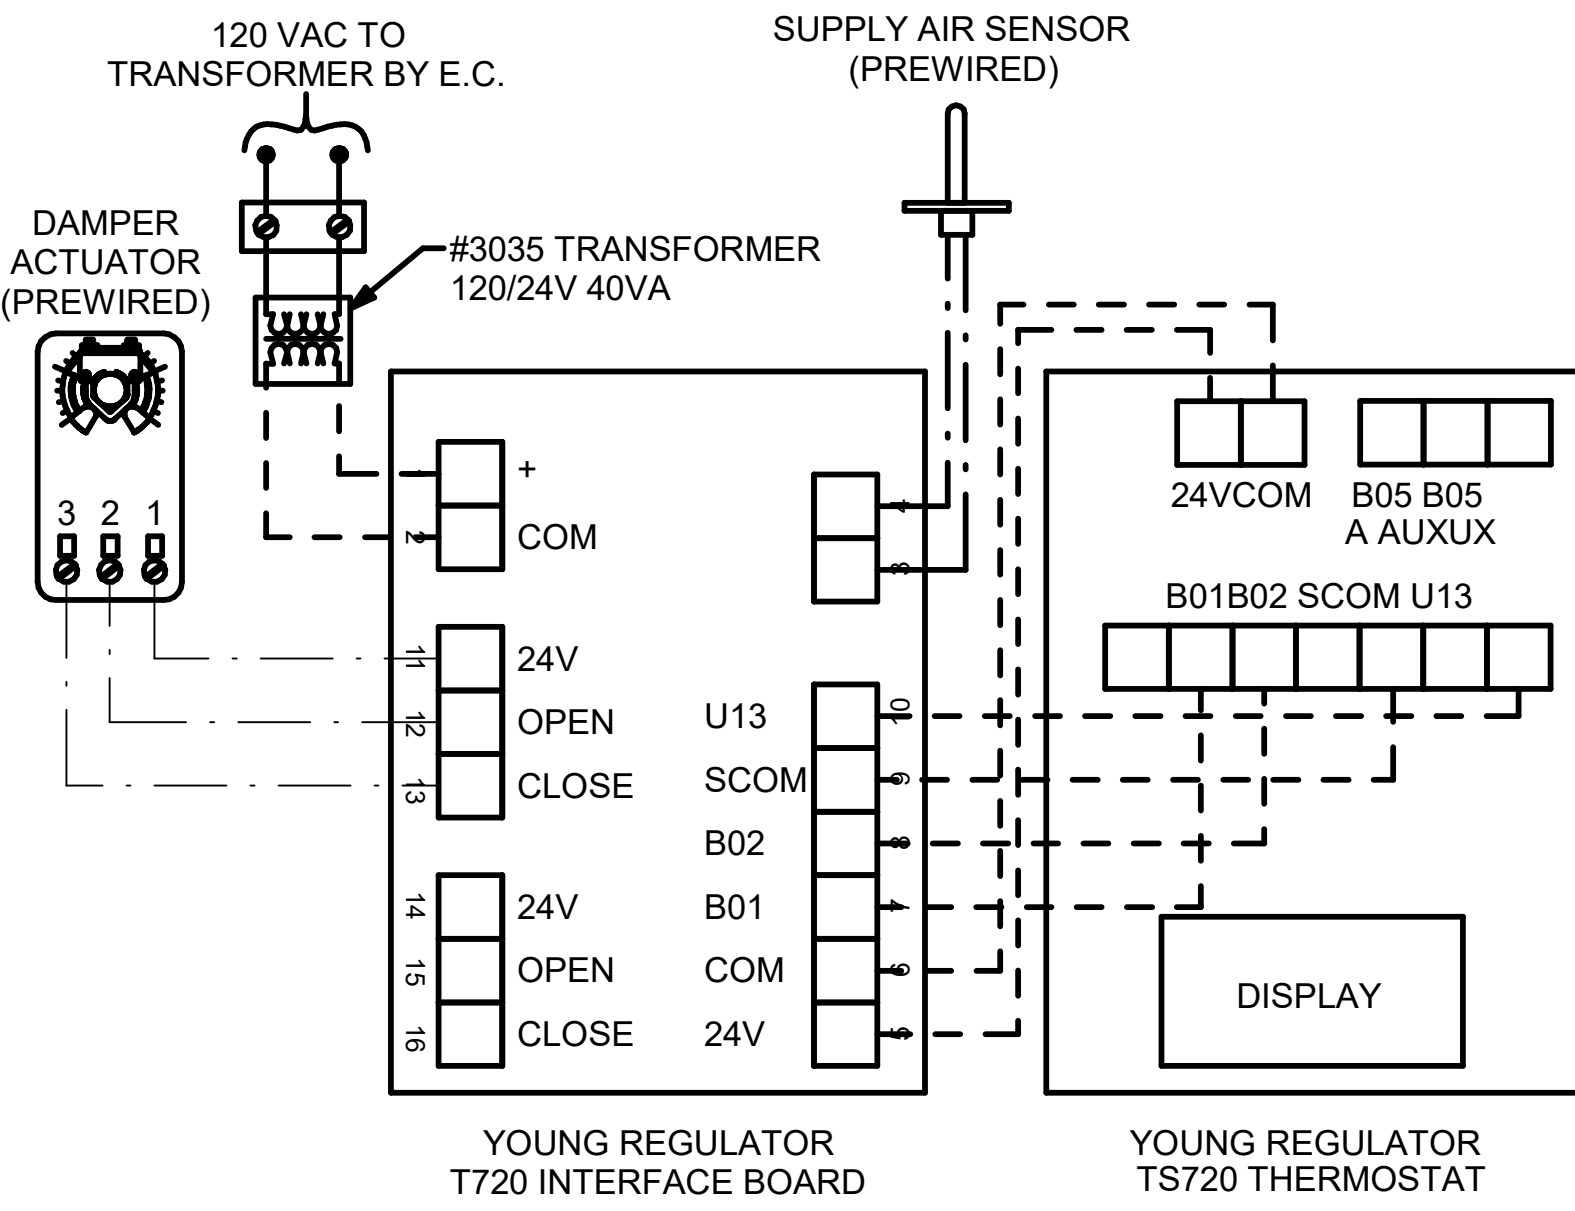 120 VAC TO
TRANSFORMER BY E.C.
SUPPLY AIR SENSOR
(PREWIRED)
DAMPER
ACTUATOR
(PREWIRED)
#3035 TRANSFORMER
120/24V 40VA
3 2 1
1
+
2
COM
4
3
24VCOM
B05 B05
A AUXUX
B01B02 SCOM U13
11
24V
12
OPEN
13
CLOSE
14
24V
15
OPEN
16
CLOSE
U13
10
SCOM
9
B02
8
B01
7
COM
6
24V
5
DISPLAY
YOUNG REGULATOR
T720 INTERFACE BOARD
YOUNG REGULATOR
TS720 THERMOSTAT